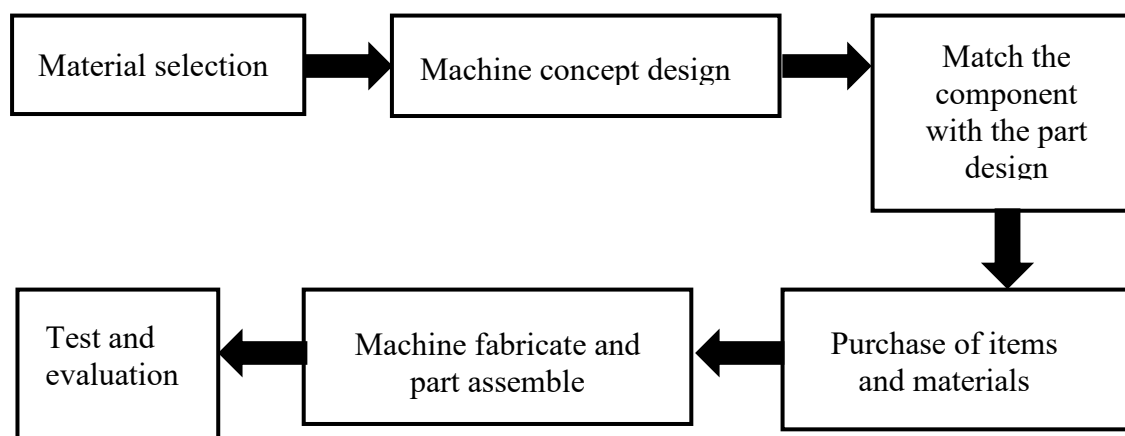 Material selection
Machine concept design
Match the
component
with the part
design
Purchase of items
and materials
Machine fabricate and
part assemble
Test and
evaluation